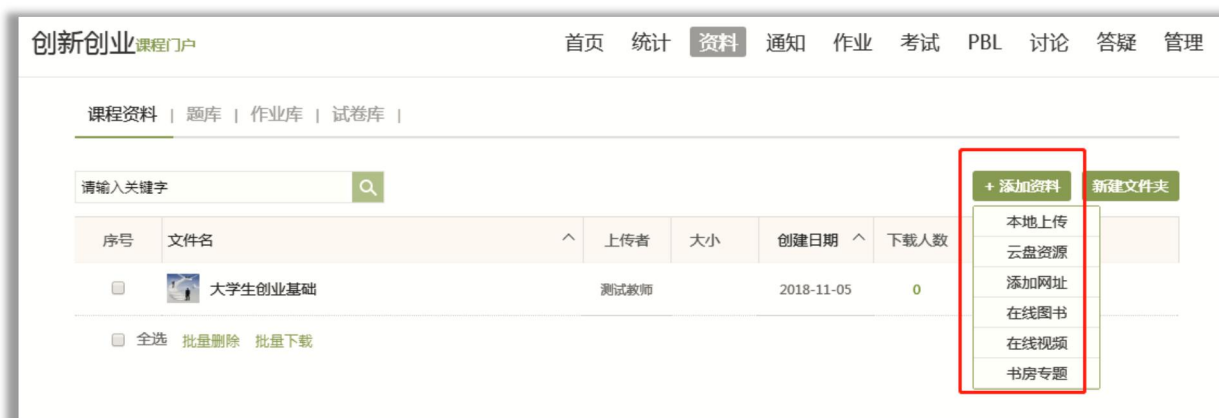 创新创业课程门户 首页 统计 资料 通知 作业 考试 PBL 讨论 答疑 管理
课程资料 | 题库 | 作业库 | 试卷库 |
请输入关键字 + 添加资料 新建文件夹
本地上传
序号 文件名 上传者 大小 创建日期 下载人数
云盘资源
添加网址
大学生创业基础 测试教师 2018-11-05 0
在线图书
全选 批量删除 批量下载
在线视频
书房专题